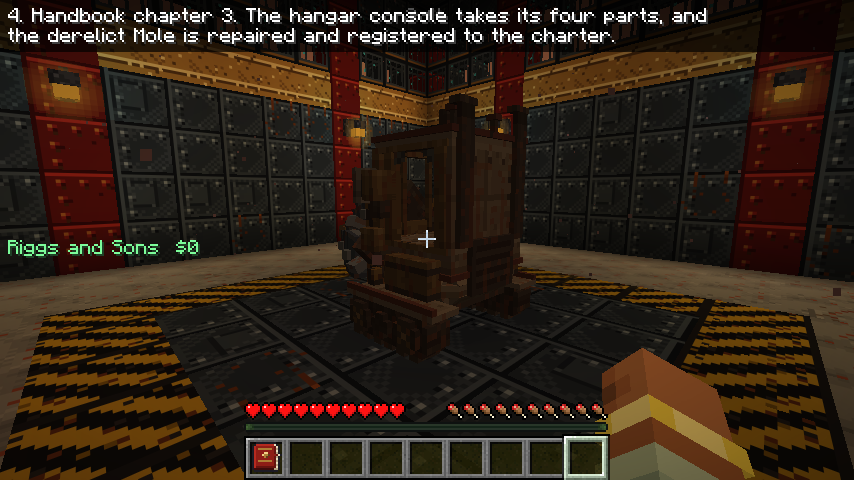 4. Handbook chapter 3. The hangar console takes its four parts, and
the derelict Mole is repaired and registered to the charter.
Riggs and Sons $0